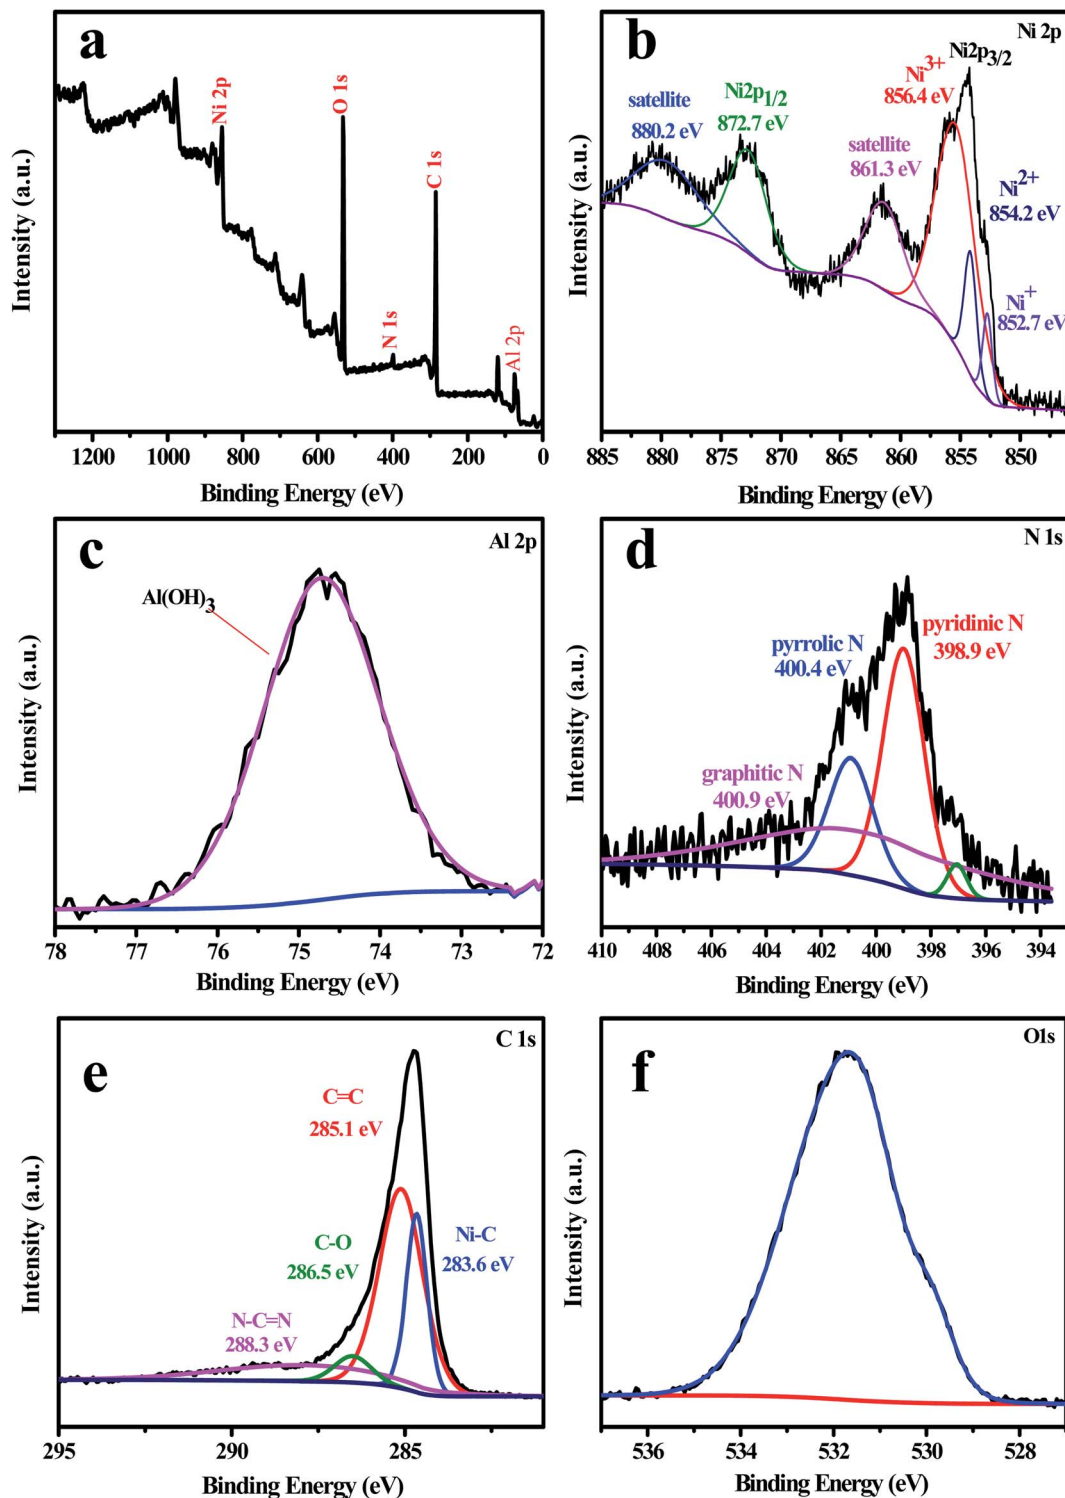 a
Ni 2p
O 1s
N 1s
C 1s
Al 2p
Intensity (a.u.)
1200 1000 800 600 400 200 0
Binding Energy (eV)
b
Ni 2p
Ni2p3/2
Ni3+
856.4 eV
Ni2p1/2
872.7 eV
satellite
880.2 eV
satellite
861.3 eV
Ni2+
854.2 eV
Ni+
852.7 eV
Intensity (a.u.)
885 880 875 870 865 860 855 850
Binding Energy (eV)
c
Al 2p
Al(OH)3
Intensity (a.u.)
78 77 76 75 74 73 72
Binding Energy (eV)
d
N 1s
pyridinic N
398.9 eV
pyrrolic N
400.4 eV
graphitic N
400.9 eV
Intensity (a.u.)
410 408 406 404 402 400 398 396 394
Binding Energy (eV)
e
C 1s
C=C
285.1 eV
Ni-C
283.6 eV
C-O
286.5 eV
N-C=N
288.3 eV
Intensity (a.u.)
295 290 285
Binding Energy (eV)
f
O1s
Intensity (a.u.)
536 534 532 530 528
Binding Energy (eV)